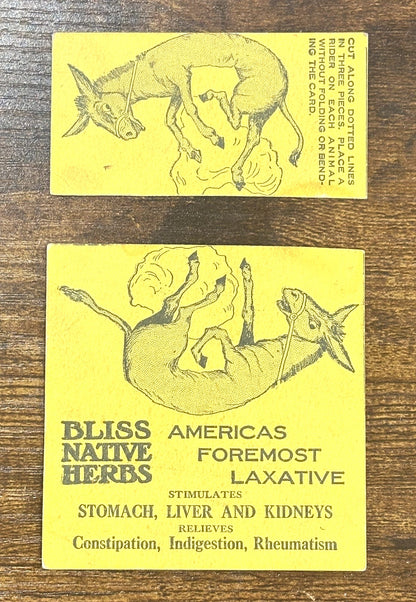 CUT ALONG DOTTED LINES
IN THREE PIECES. PLACE A
RIDER ON EACH ANIMAL
WITHOUT FOLDING OR BEND-
ING THE CARD.
BLISS
NATIVE
HERBS
AMERICAS
FOREMOST
LAXATIVE
STIMULATES
STOMACH, LIVER AND KIDNEYS
RELIEVES
Constipation, Indigestion, Rheumatism